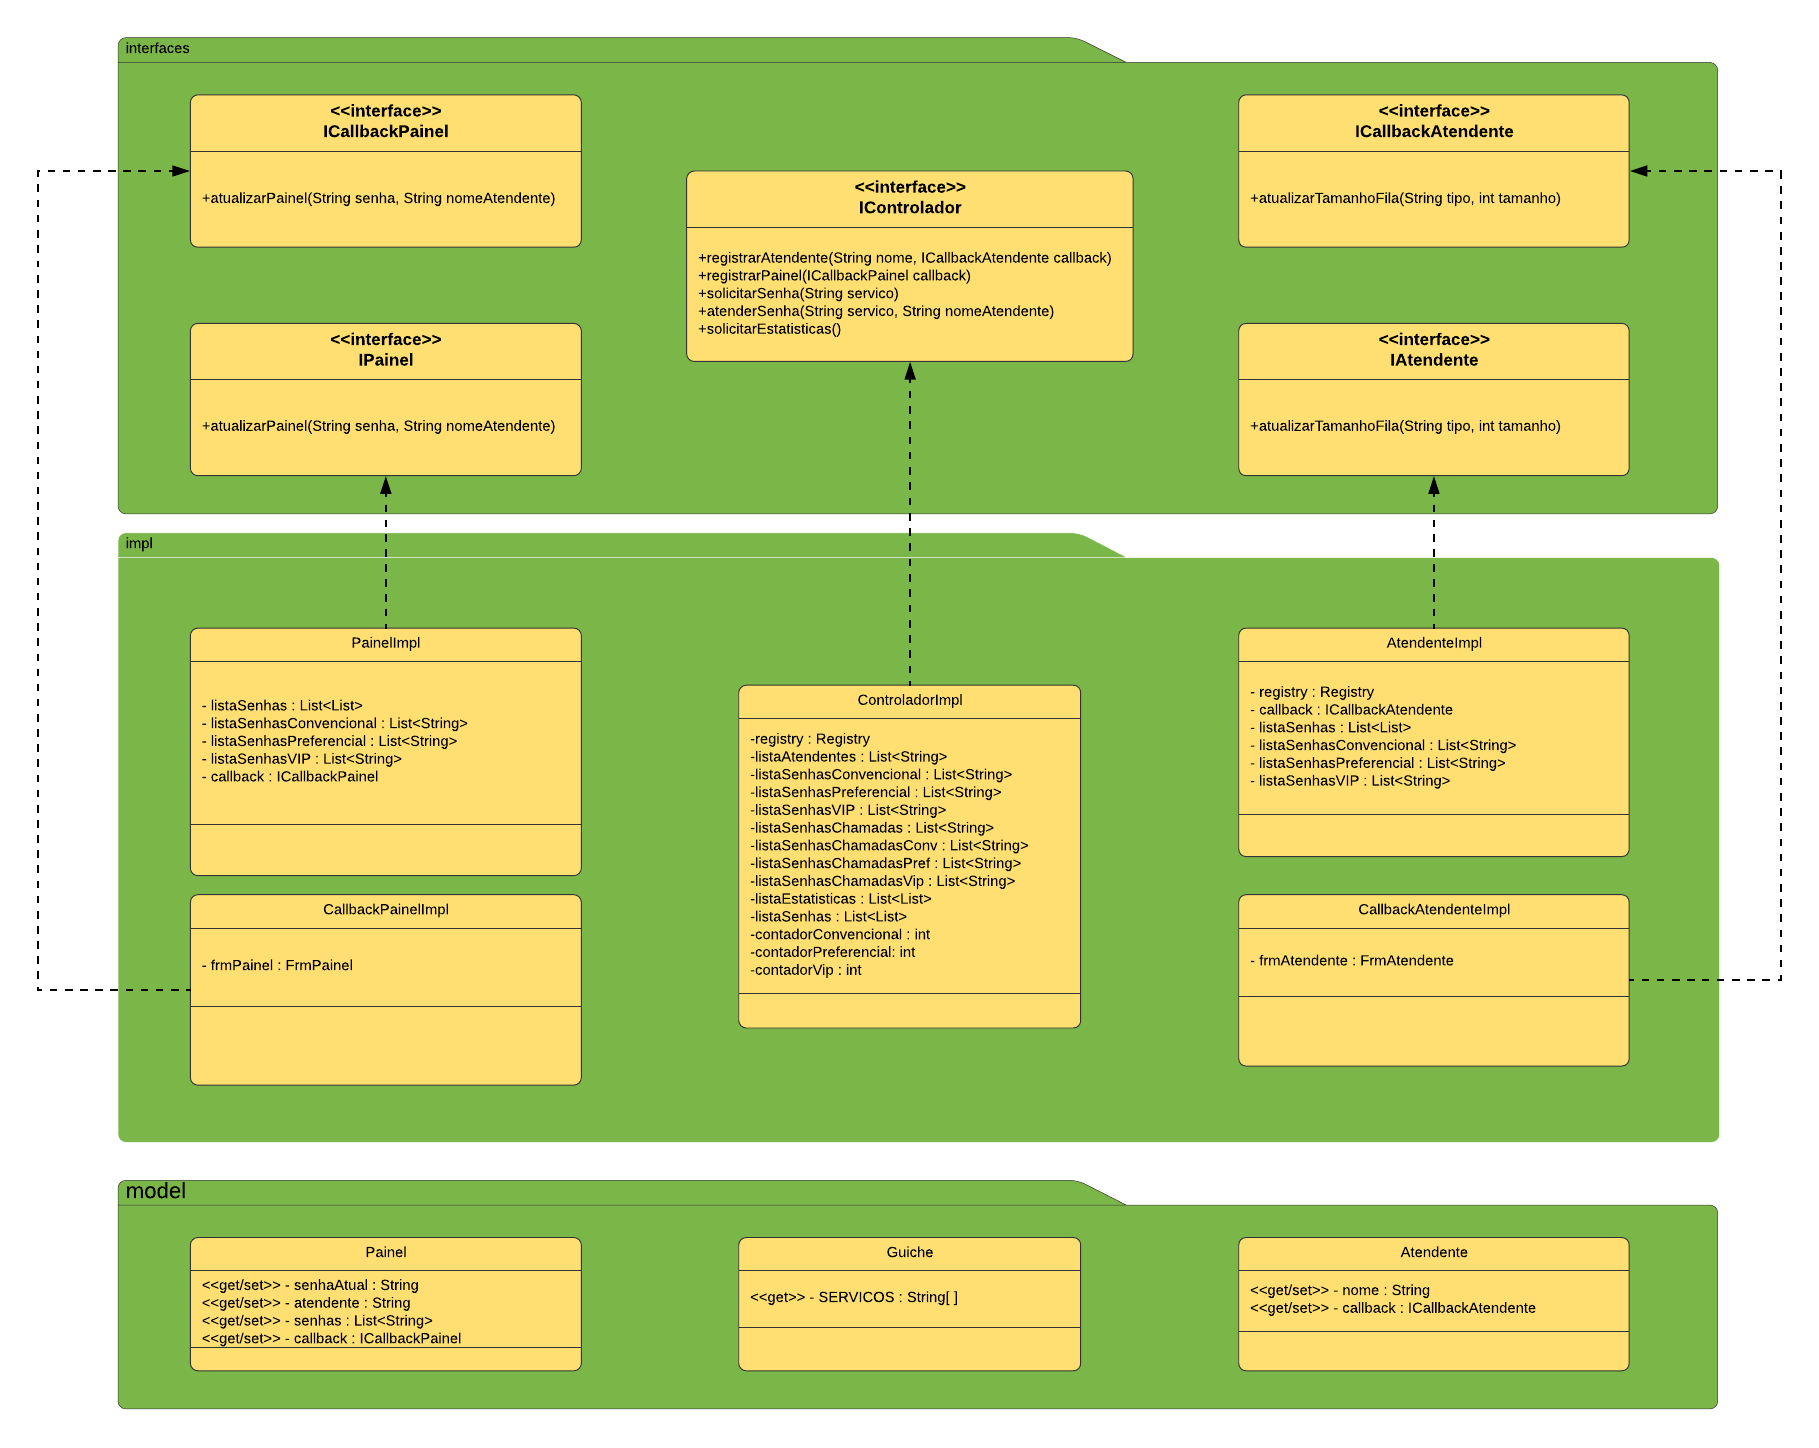 interfaces
<<interface>>
ICallbackPainel
+atualizarPainel(String senha, String nomeAtendente)
<<interface>>
IControlador
+registrarAtendente(String nome, ICallbackAtendente callback)
+registrarPainel(ICallbackPainel callback)
+solicitarSenha(String servico)
+atenderSenha(String servico, String nomeAtendente)
+solicitarEstatisticas()
<<interface>>
ICallbackAtendente
+atualizarTamanhoFila(String tipo, int tamanho)
<<interface>>
IPainel
+atualizarPainel(String senha, String nomeAtendente)
<<interface>>
IAtendente
+atualizarTamanhoFila(String tipo, int tamanho)
impl
PainelImpl
- listaSenhas : List<List>
- listaSenhasConvencional : List<String>
- listaSenhasPreferencial : List<String>
- listaSenhasVIP : List<String>
- callback : ICallbackPainel
ControladorImpl
-registry : Registry
-listaAtendentes : List<String>
-listaSenhasConvencional : List<String>
-listaSenhasPreferencial : List<String>
-listaSenhasVIP : List<String>
-listaSenhasChamadas : List<String>
-listaSenhasChamadasConv : List<String>
-listaSenhasChamadasPref : List<String>
-listaSenhasChamadasVip : List<String>
-listaEstatisticas : List<List>
-listaSenhas : List<List>
-contadorConvencional : int
-contadorPreferencial: int
-contadorVip : int
AtendenteImpl
- registry : Registry
- callback : ICallbackAtendente
- listaSenhas : List<List>
- listaSenhasConvencional : List<String>
- listaSenhasPreferencial : List<String>
- listaSenhasVIP : List<String>
CallbackPainelImpl
- frmPainel : FrmPainel
CallbackAtendenteImpl
- frmAtendente : FrmAtendente
model
Painel
<<get/set>> - senhaAtual : String
<<get/set>> - atendente : String
<<get/set>> - senhas : List<String>
<<get/set>> - callback : ICallbackPainel
Guiche
<<get>> - SERVICOS : String[ ]
Atendente
<<get/set>> - nome : String
<<get/set>> - callback : ICallbackAtendente